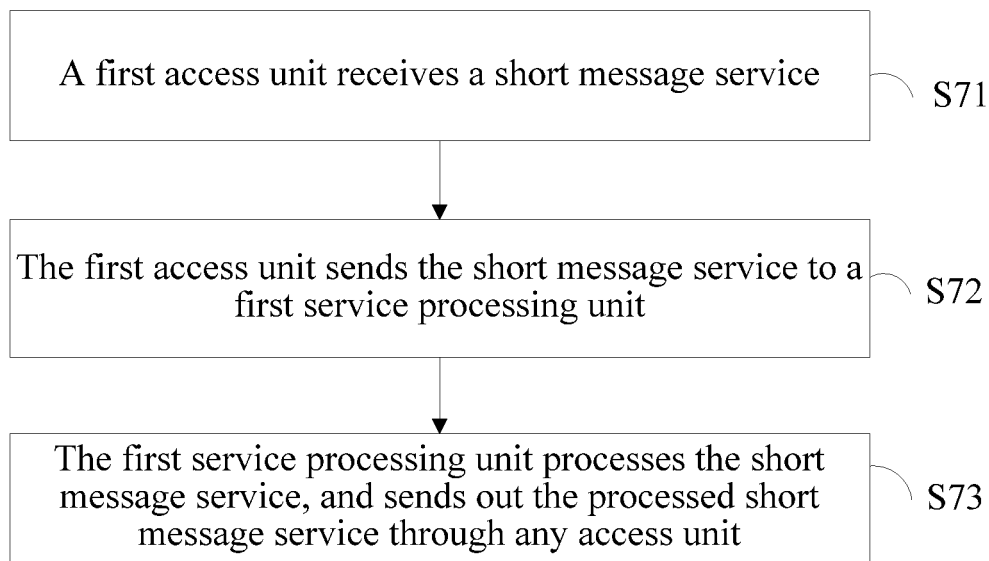 A first access unit receives a short message service
S71
The first access unit sends the short message service to a
first service processing unit
S72
The first service processing unit processes the short
message service, and sends out the processed short
message service through any access unit
S73